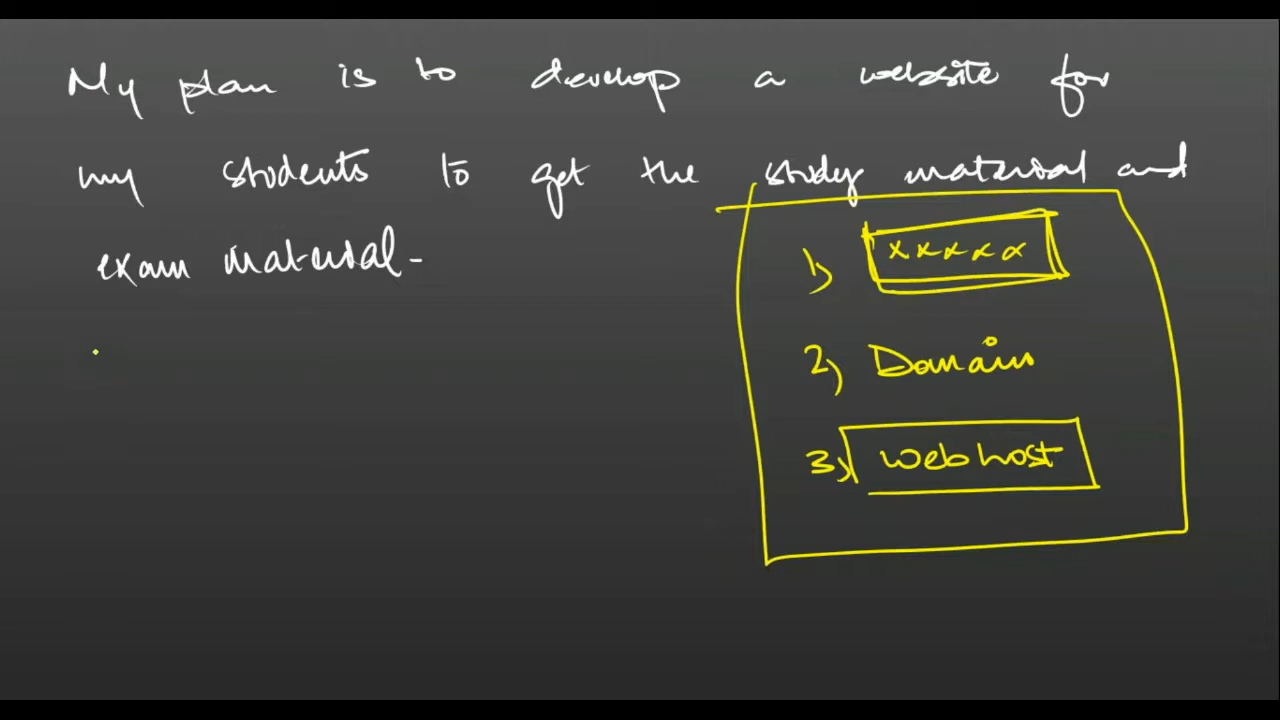 My plan is to develop a website for
my students to get the study material and
exam material-
1) xxxxx
2) Domain
3) webhost